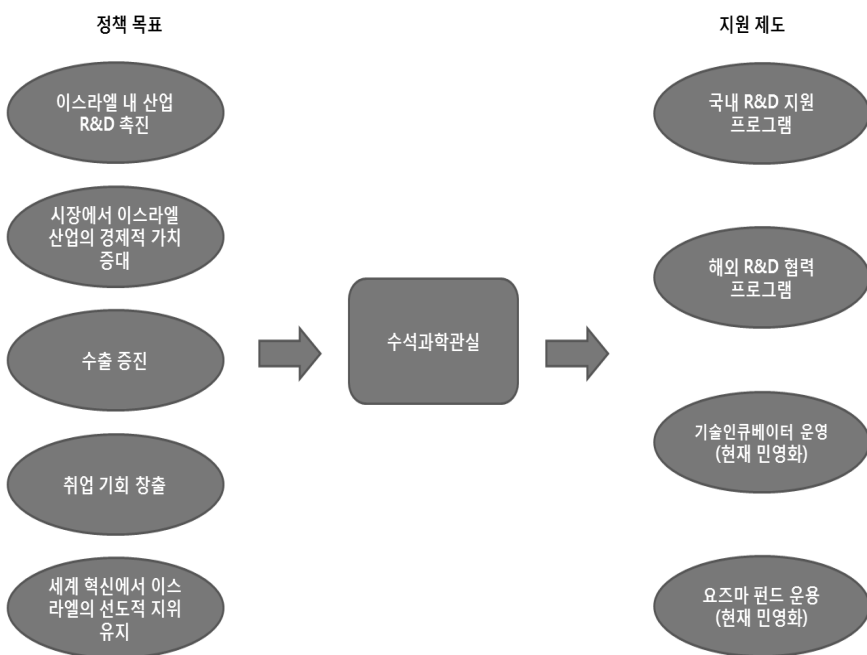 정책 목표
이스라엘 내 산업
R&D 촉진
시장에서 이스라엘
산업의 경제적 가치
증대
수출 증진
취업 기회 창출
세계 혁신에서 이스
라엘의 선도적 지위
유지
수석과학관실
지원 제도
국내 R&D 지원
프로그램
해외 R&D 협력
프로그램
기술인큐베이터 운영
(현재 민영화)
요즈마 펀드 운용
(현재 민영화)